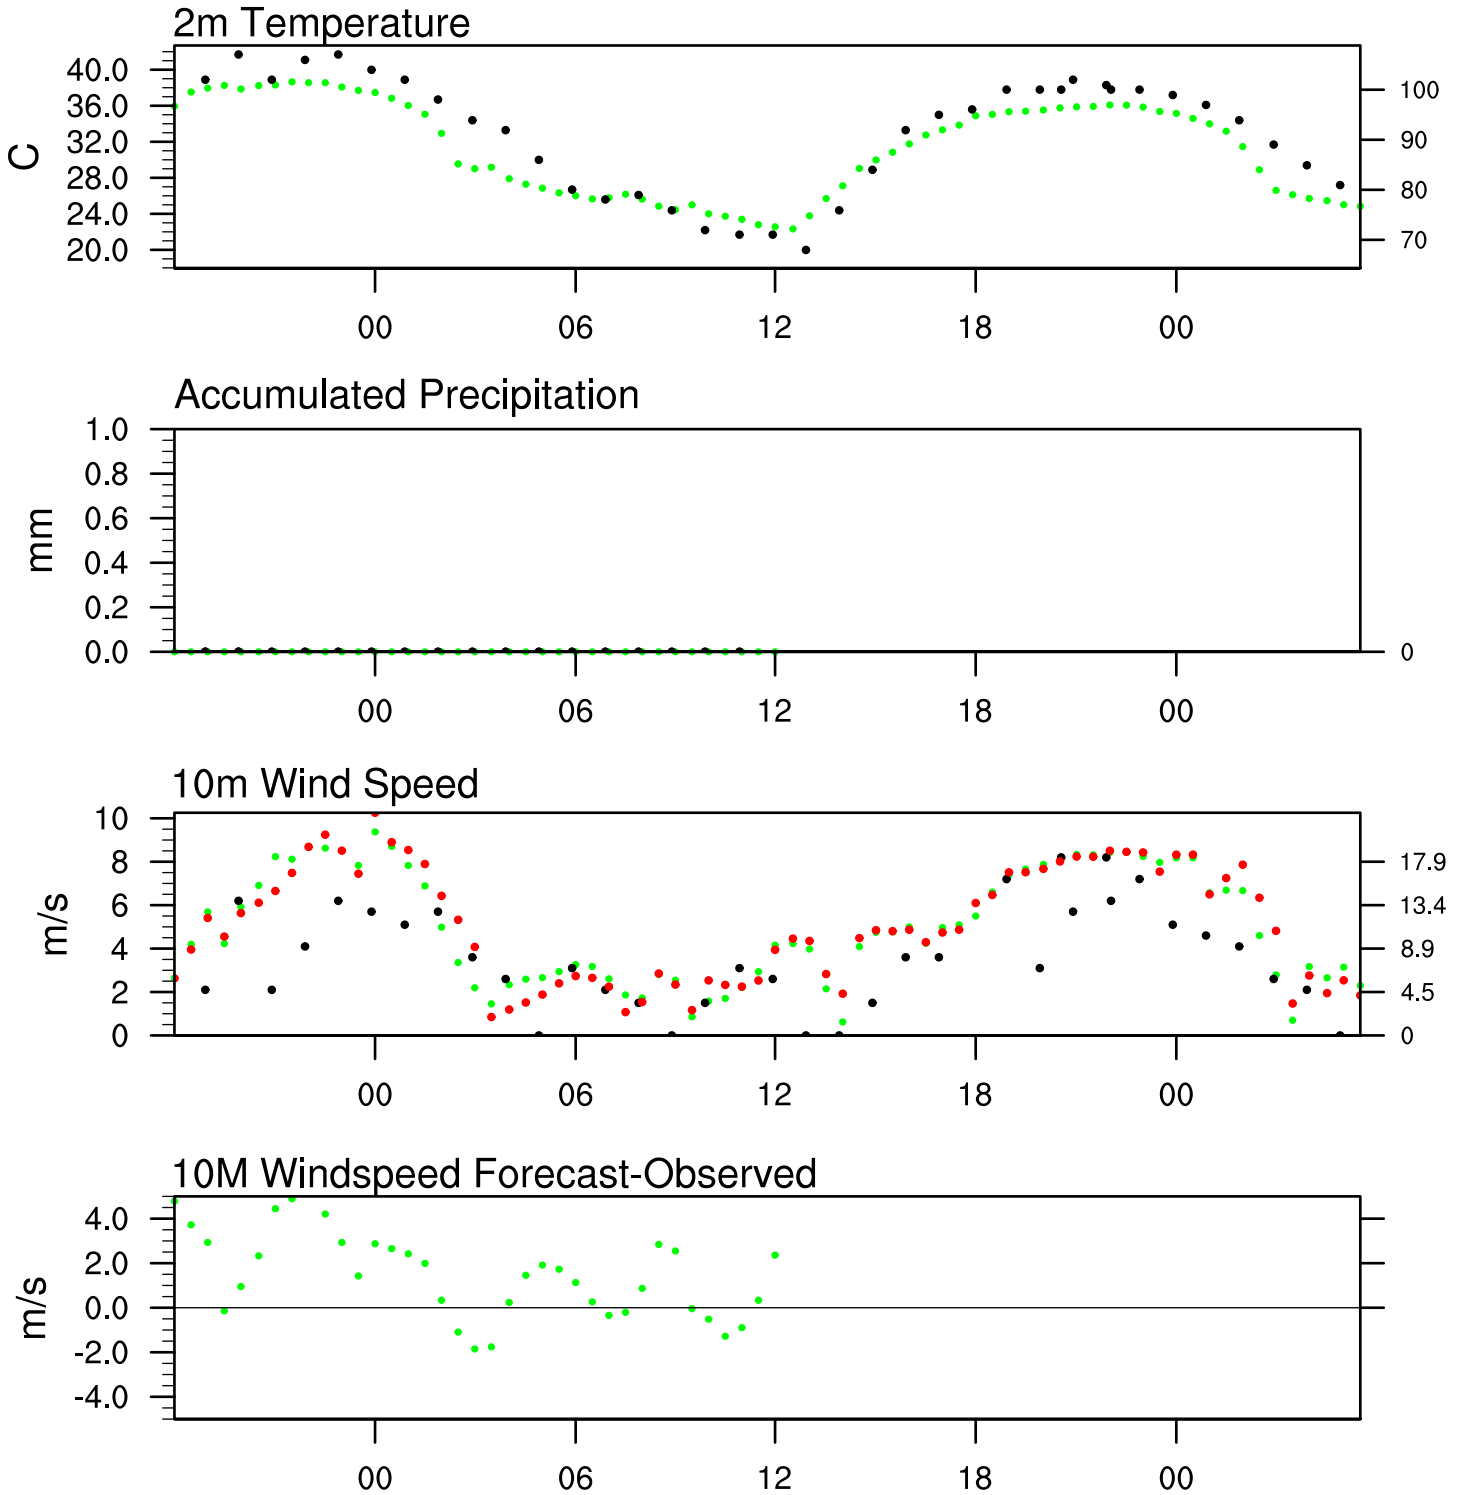 2m Temperature
40.0
36.0
32.0
28.0
24.0
20.0
C
100
90
80
70
00 06 12 18 00
Accumulated Precipitation
1.0
0.8
0.6
0.4
0.2
0.0
mm
0
00 06 12 18 00
10m Wind Speed
10
8
6
4
2
0
m/s
17.9
13.4
8.9
4.5
0
00 06 12 18 00
10M Windspeed Forecast-Observed
4.0
2.0
0.0
-2.0
-4.0
m/s
00 06 12 18 00